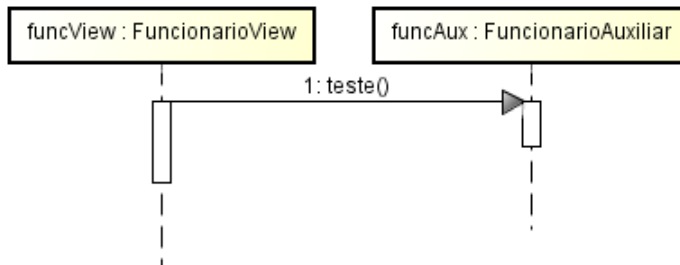 funcView : FuncionarioView
funcAux : FuncionarioAuxiliar
1: teste()